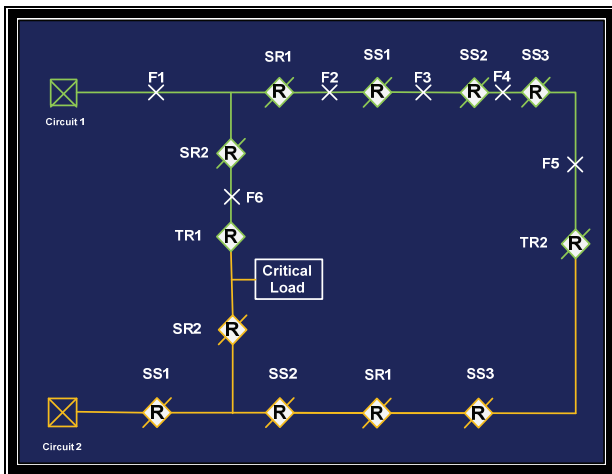 SR1
SS1
SS2
SS3
F1
F2
F3
F4
R
R
R
R
Circuit 1
SR2
R
F5
F6
TR1
R
TR2
R
Critical
Load
SR2
R
SS1
SS2
SR1
SS3
R
R
R
R
Circuit 2